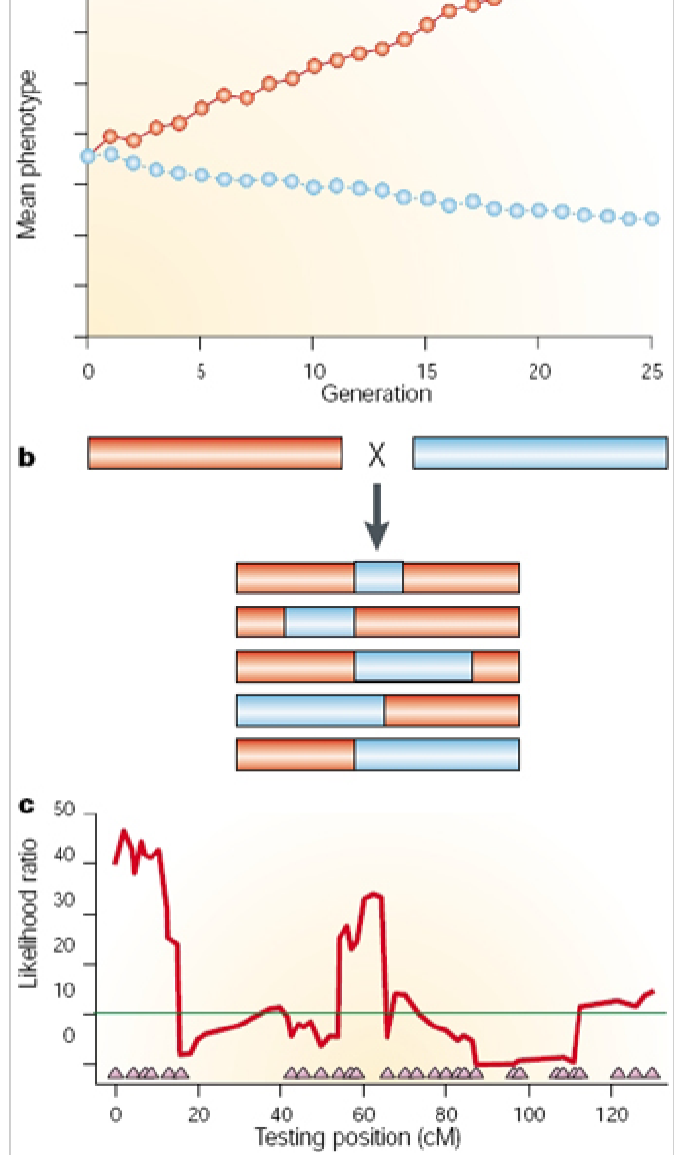 Mean phenotype
0 5 10 15 20 25
Generation
b
X
c
50
40
30
20
10
0
Likelihood ratio
0 20 40 60 80 100 120
Testing position (cM)